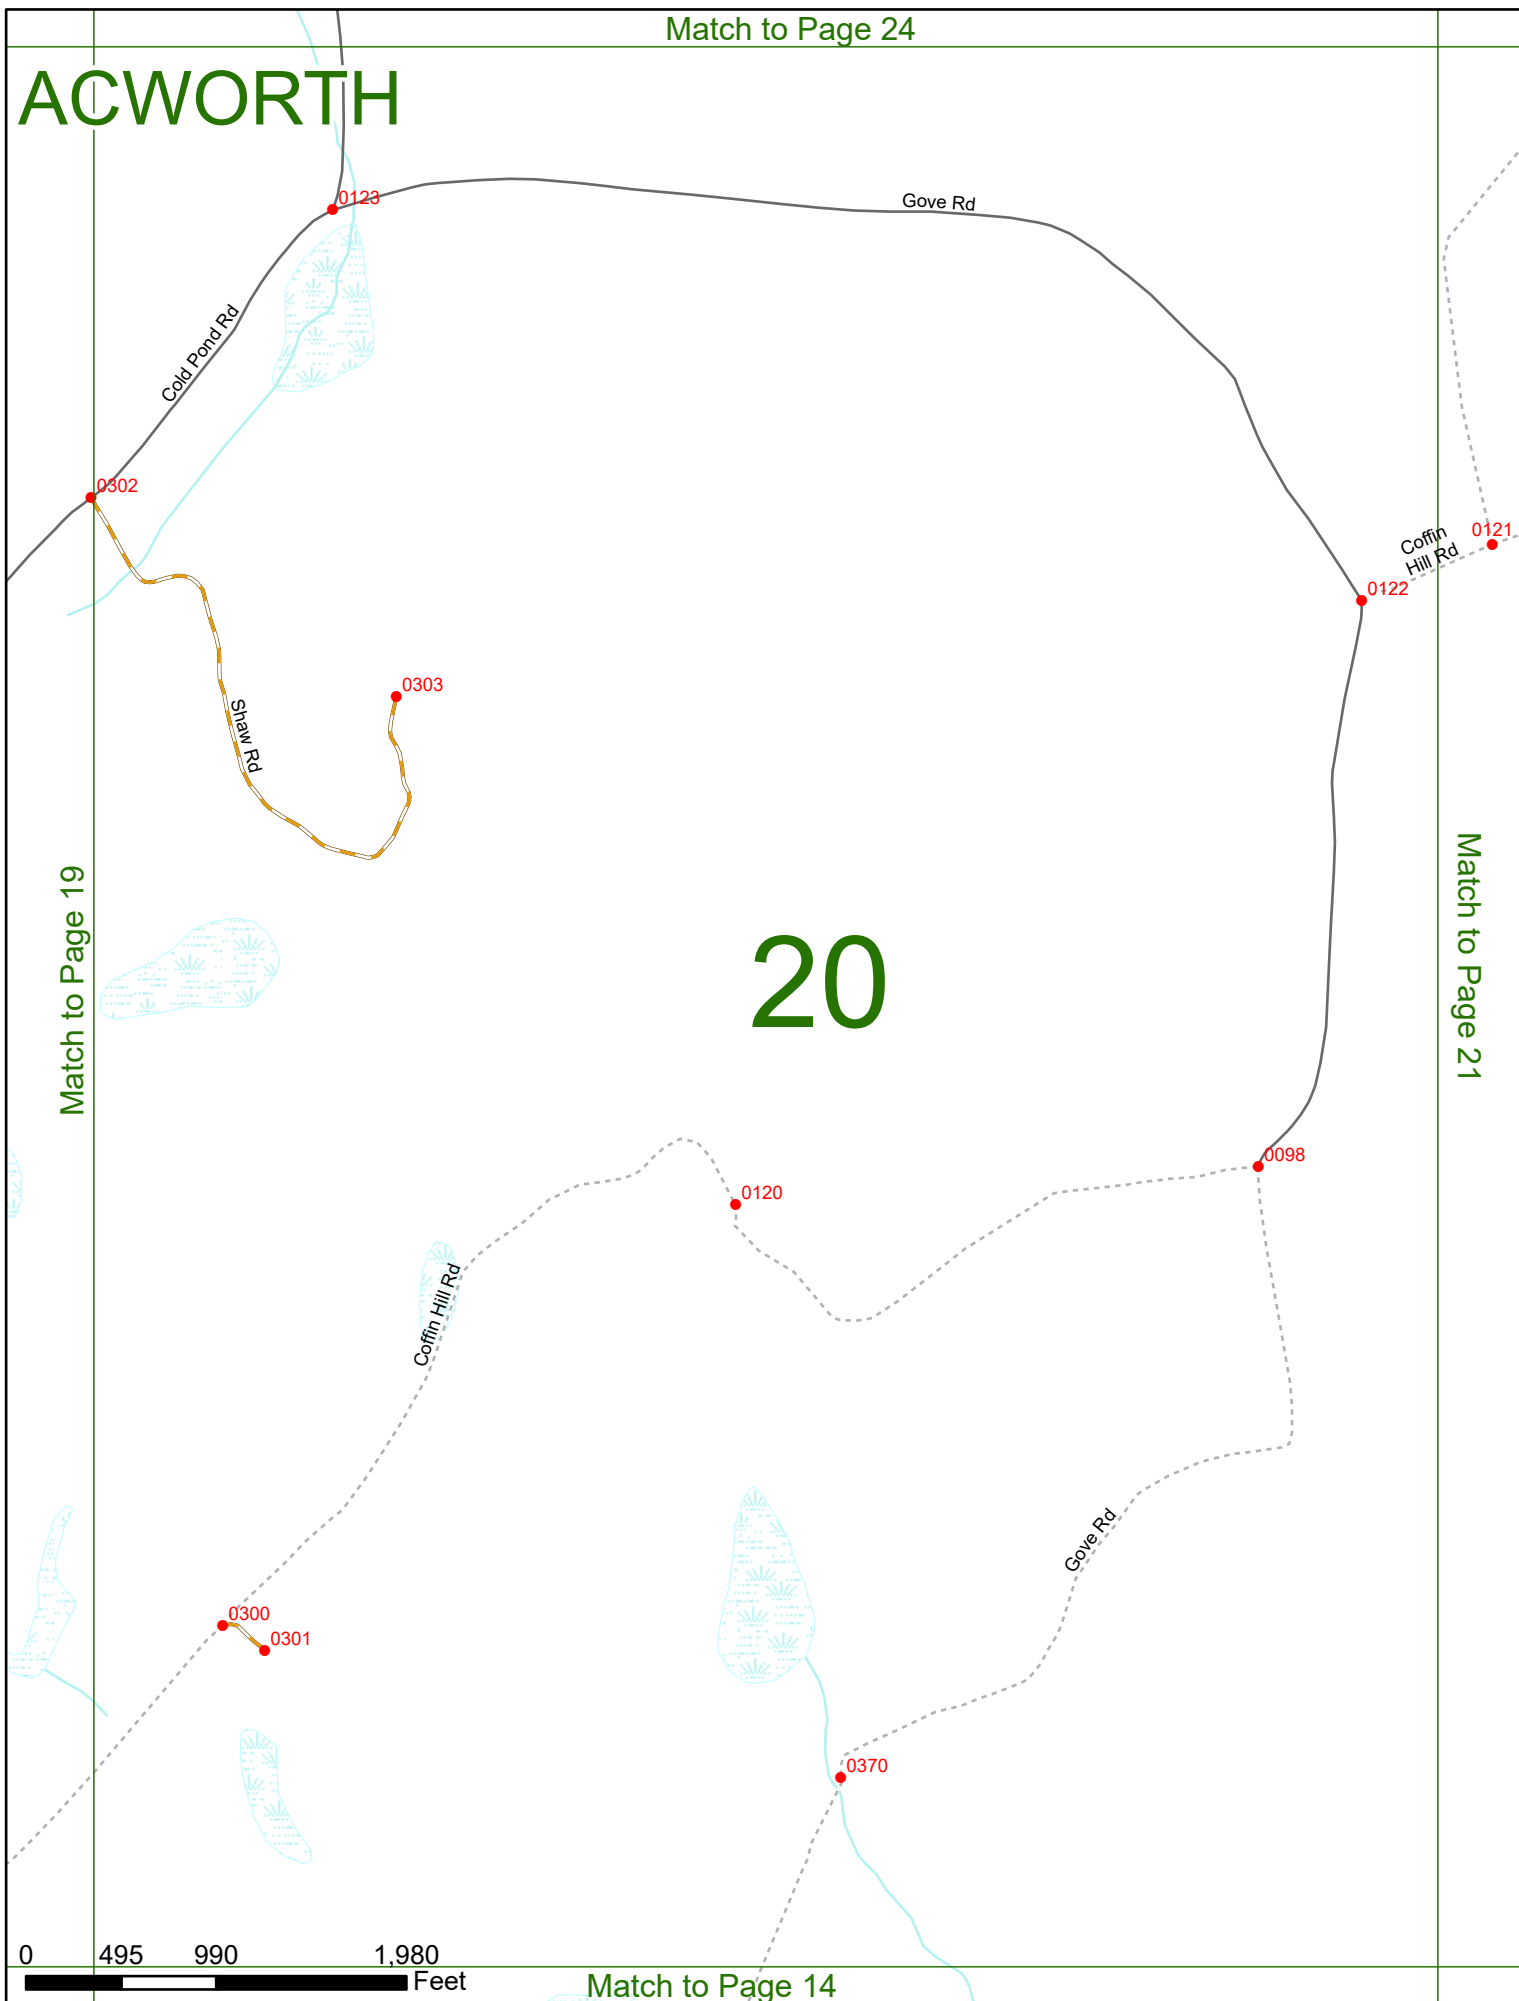 Match to Page 24
ACWORTH
0123
Gove Rd
Cold Pond Rd
0302
0121
Coffin
Hill Rd
0122
0303
Shaw Rd
Match to Page 19
Match to Page 21
20
0098
0120
Coffin Hill Rd
Gove Rd
0300
0301
0370
0 495 990 1,980
Feet
Match to Page 14